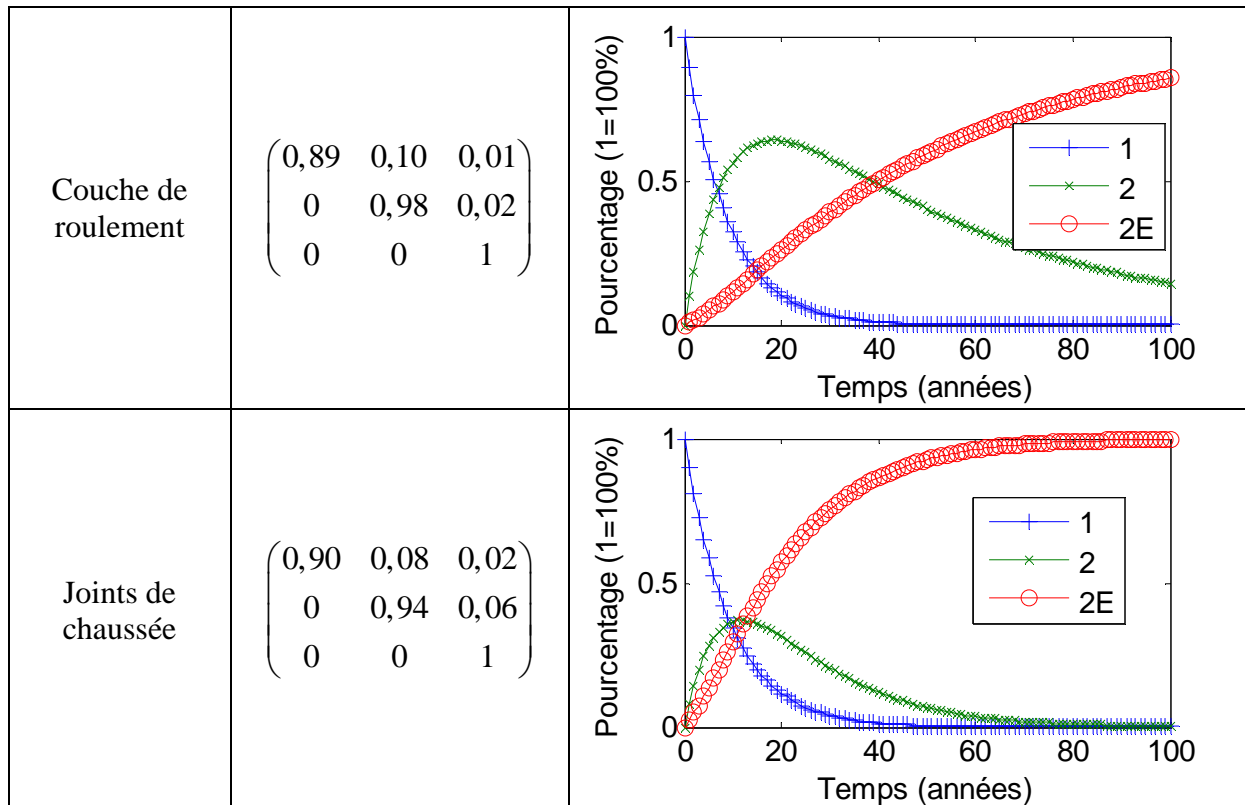 Couche de
roulement
0,89 0,10 0,01
0 0,98 0,02
0 0 1
Pourcentage (1=100%)
1
0.5
0
0 20 40 60 80 100
Temps (années)
1
2
2E
Joints de
chaussée
0,90 0,08 0,02
0 0,94 0,06
0 0 1
Pourcentage (1=100%)
1
0.5
0
0 20 40 60 80 100
Temps (années)
1
2
2E